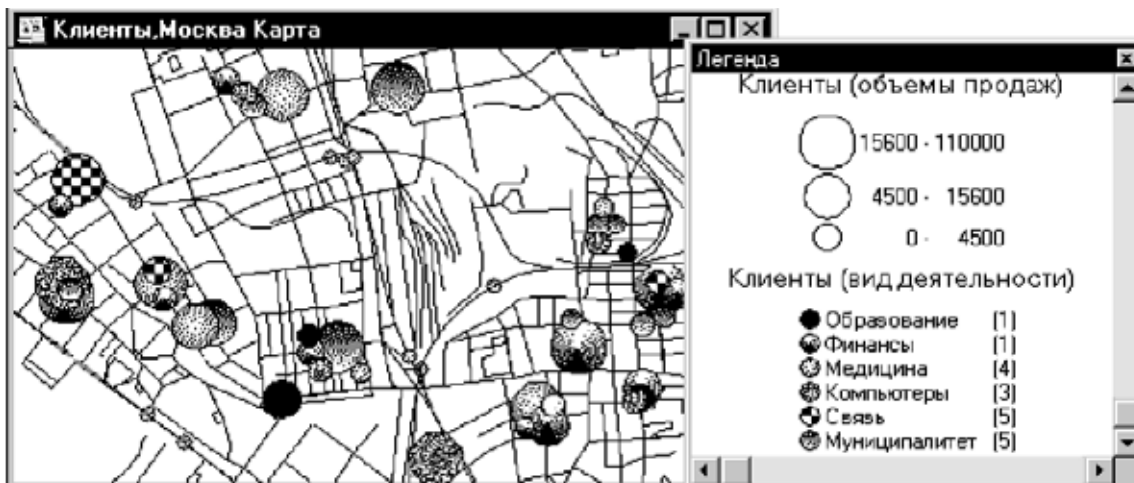 Клиенты,Москва Карта
Легенда
Клиенты (объемы продаж)
15600 - 110000
4500 - 15600
0 - 4500
Клиенты (вид деятельности)
Образование [1]
Финансы [1]
Медицина [4]
Компьютеры [3]
Связь [5]
Муниципалитет [5]